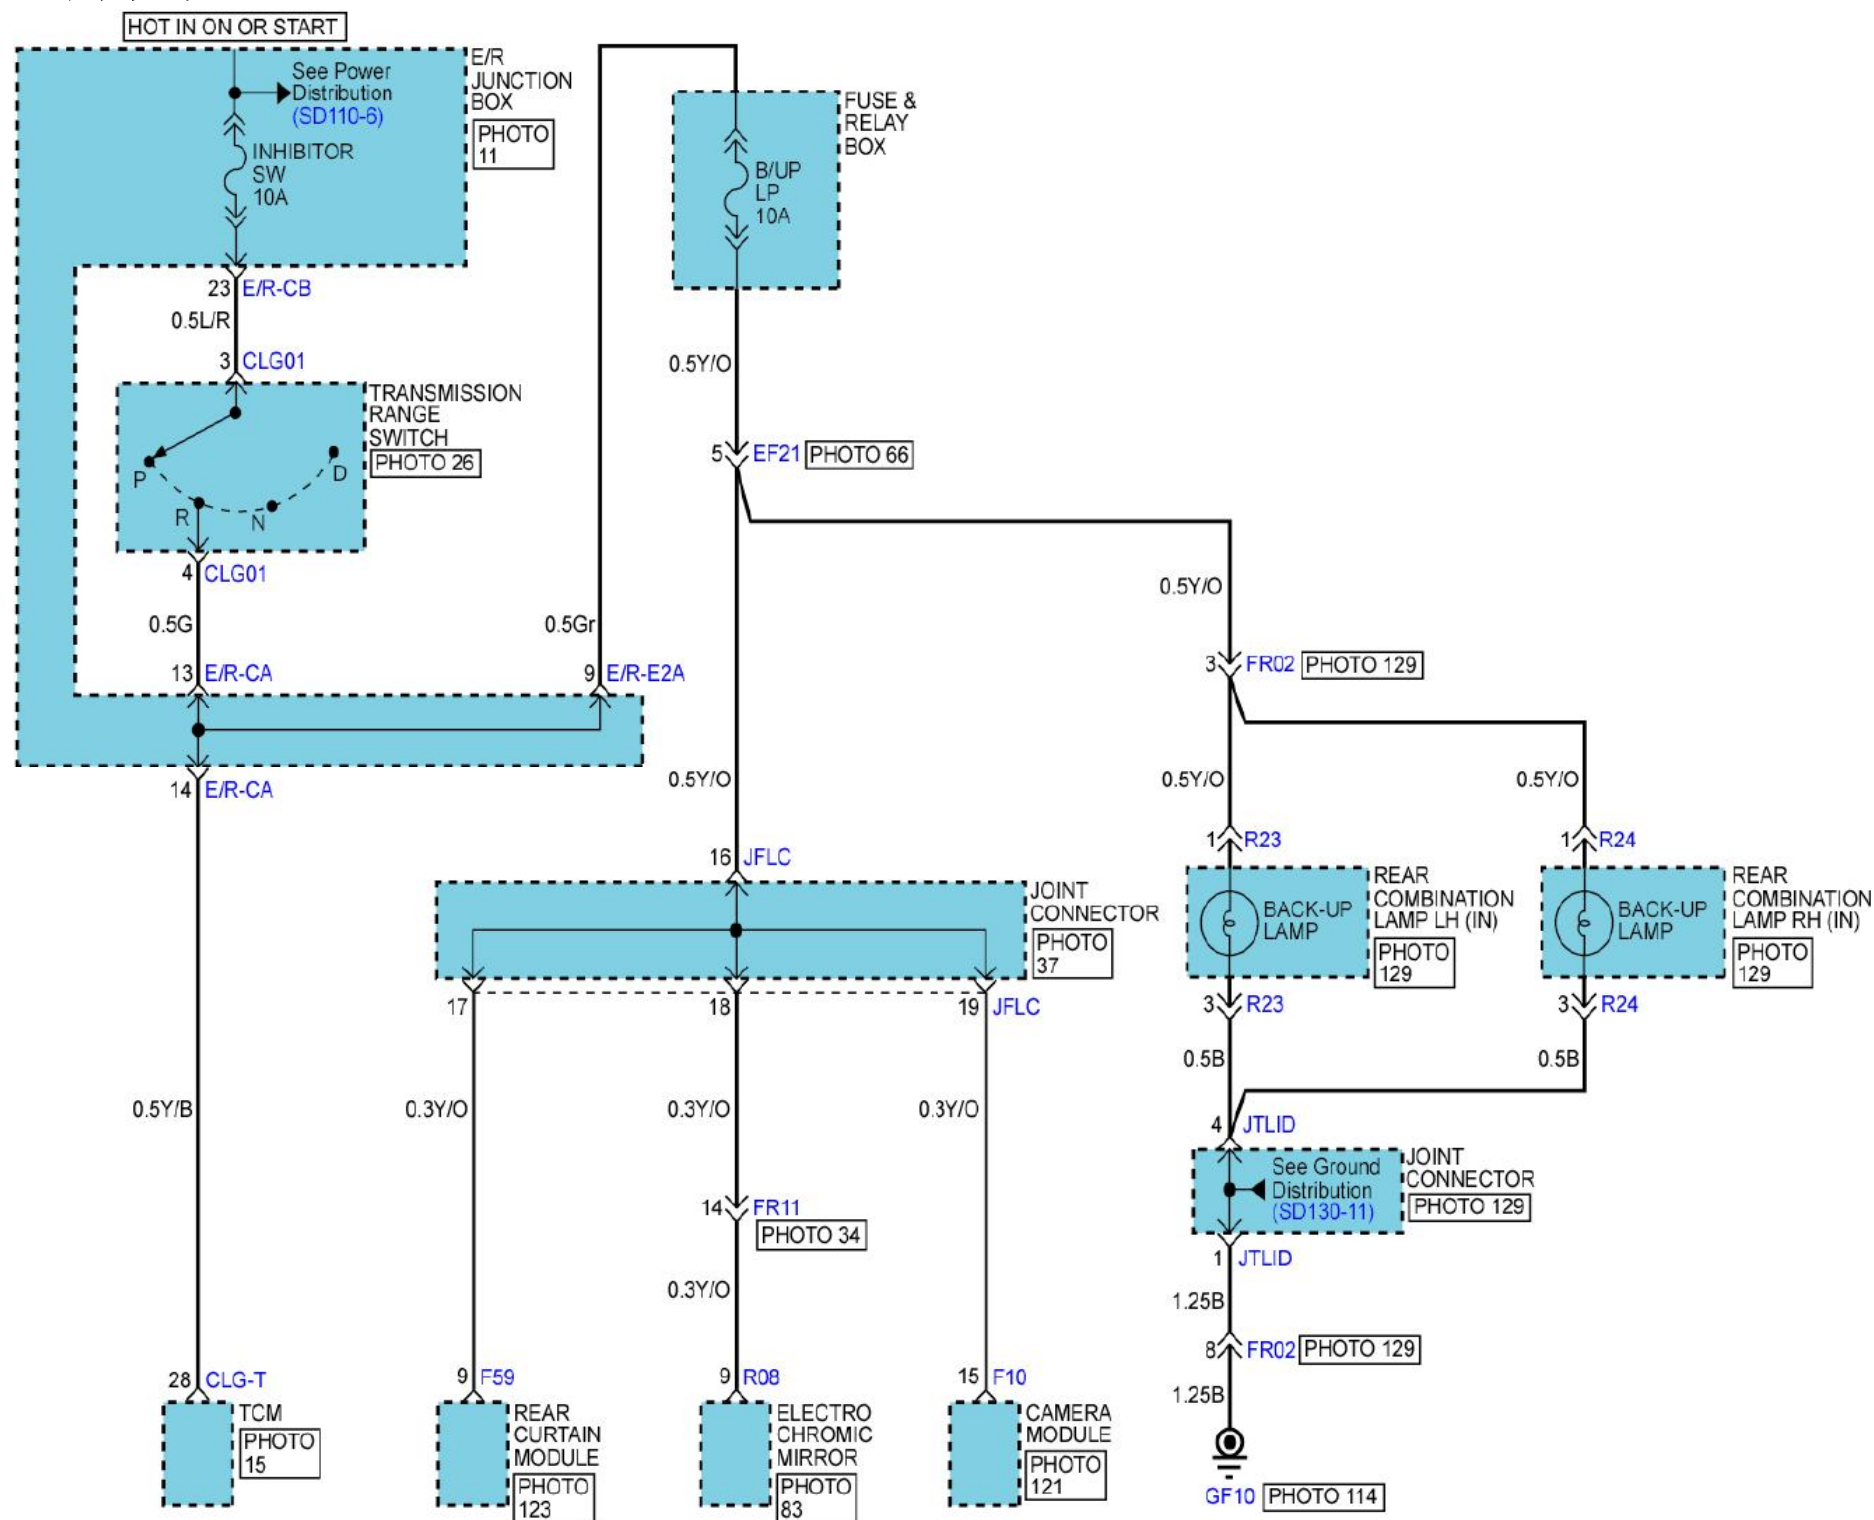 HOT IN ON OR START
E/R
JUNCTION
BOX
PHOTO
11
See Power
Distribution
(SD110-6)
INHIBITOR
SW
10A
23 E/R-CB
0.5L/R
3 CLG01
TRANSMISSION
RANGE
SWITCH
PHOTO 26
P
R
N
D
4 CLG01
0.5G
13 E/R-CA
0.5Gr
9 E/R-E2A
14 E/R-CA
0.5Y/B
28 CLG-T
TCM
PHOTO
15
FUSE &
RELAY
BOX
B/UP
LP
10A
0.5Y/O
5 EF21 PHOTO 66
0.5Y/O
16 JFLC
JOINT
CONNECTOR
PHOTO
37
17 18 19 JFLC
0.3Y/O 0.3Y/O 0.3Y/O
14 FR11
PHOTO 34
0.3Y/O
9 F59
REAR
CURTAIN
MODULE
PHOTO
123
9 R08
ELECTRO
CHROMIC
MIRROR
PHOTO
83
15 F10
CAMERA
MODULE
PHOTO
121
0.5Y/O
3 FR02 PHOTO 129
0.5Y/O 0.5Y/O
1 R23
REAR
COMBINATION
LAMP LH (IN)
PHOTO
129
BACK-UP
LAMP
3 R23
0.5B
1 R24
REAR
COMBINATION
LAMP RH (IN)
PHOTO
129
BACK-UP
LAMP
3 R24
0.5B
4 JTLID
See Ground
Distribution
(SD130-11)
JOINT
CONNECTOR
PHOTO 129
1 JTLID
1.25B
8 FR02 PHOTO 129
1.25B
GF10 PHOTO 114